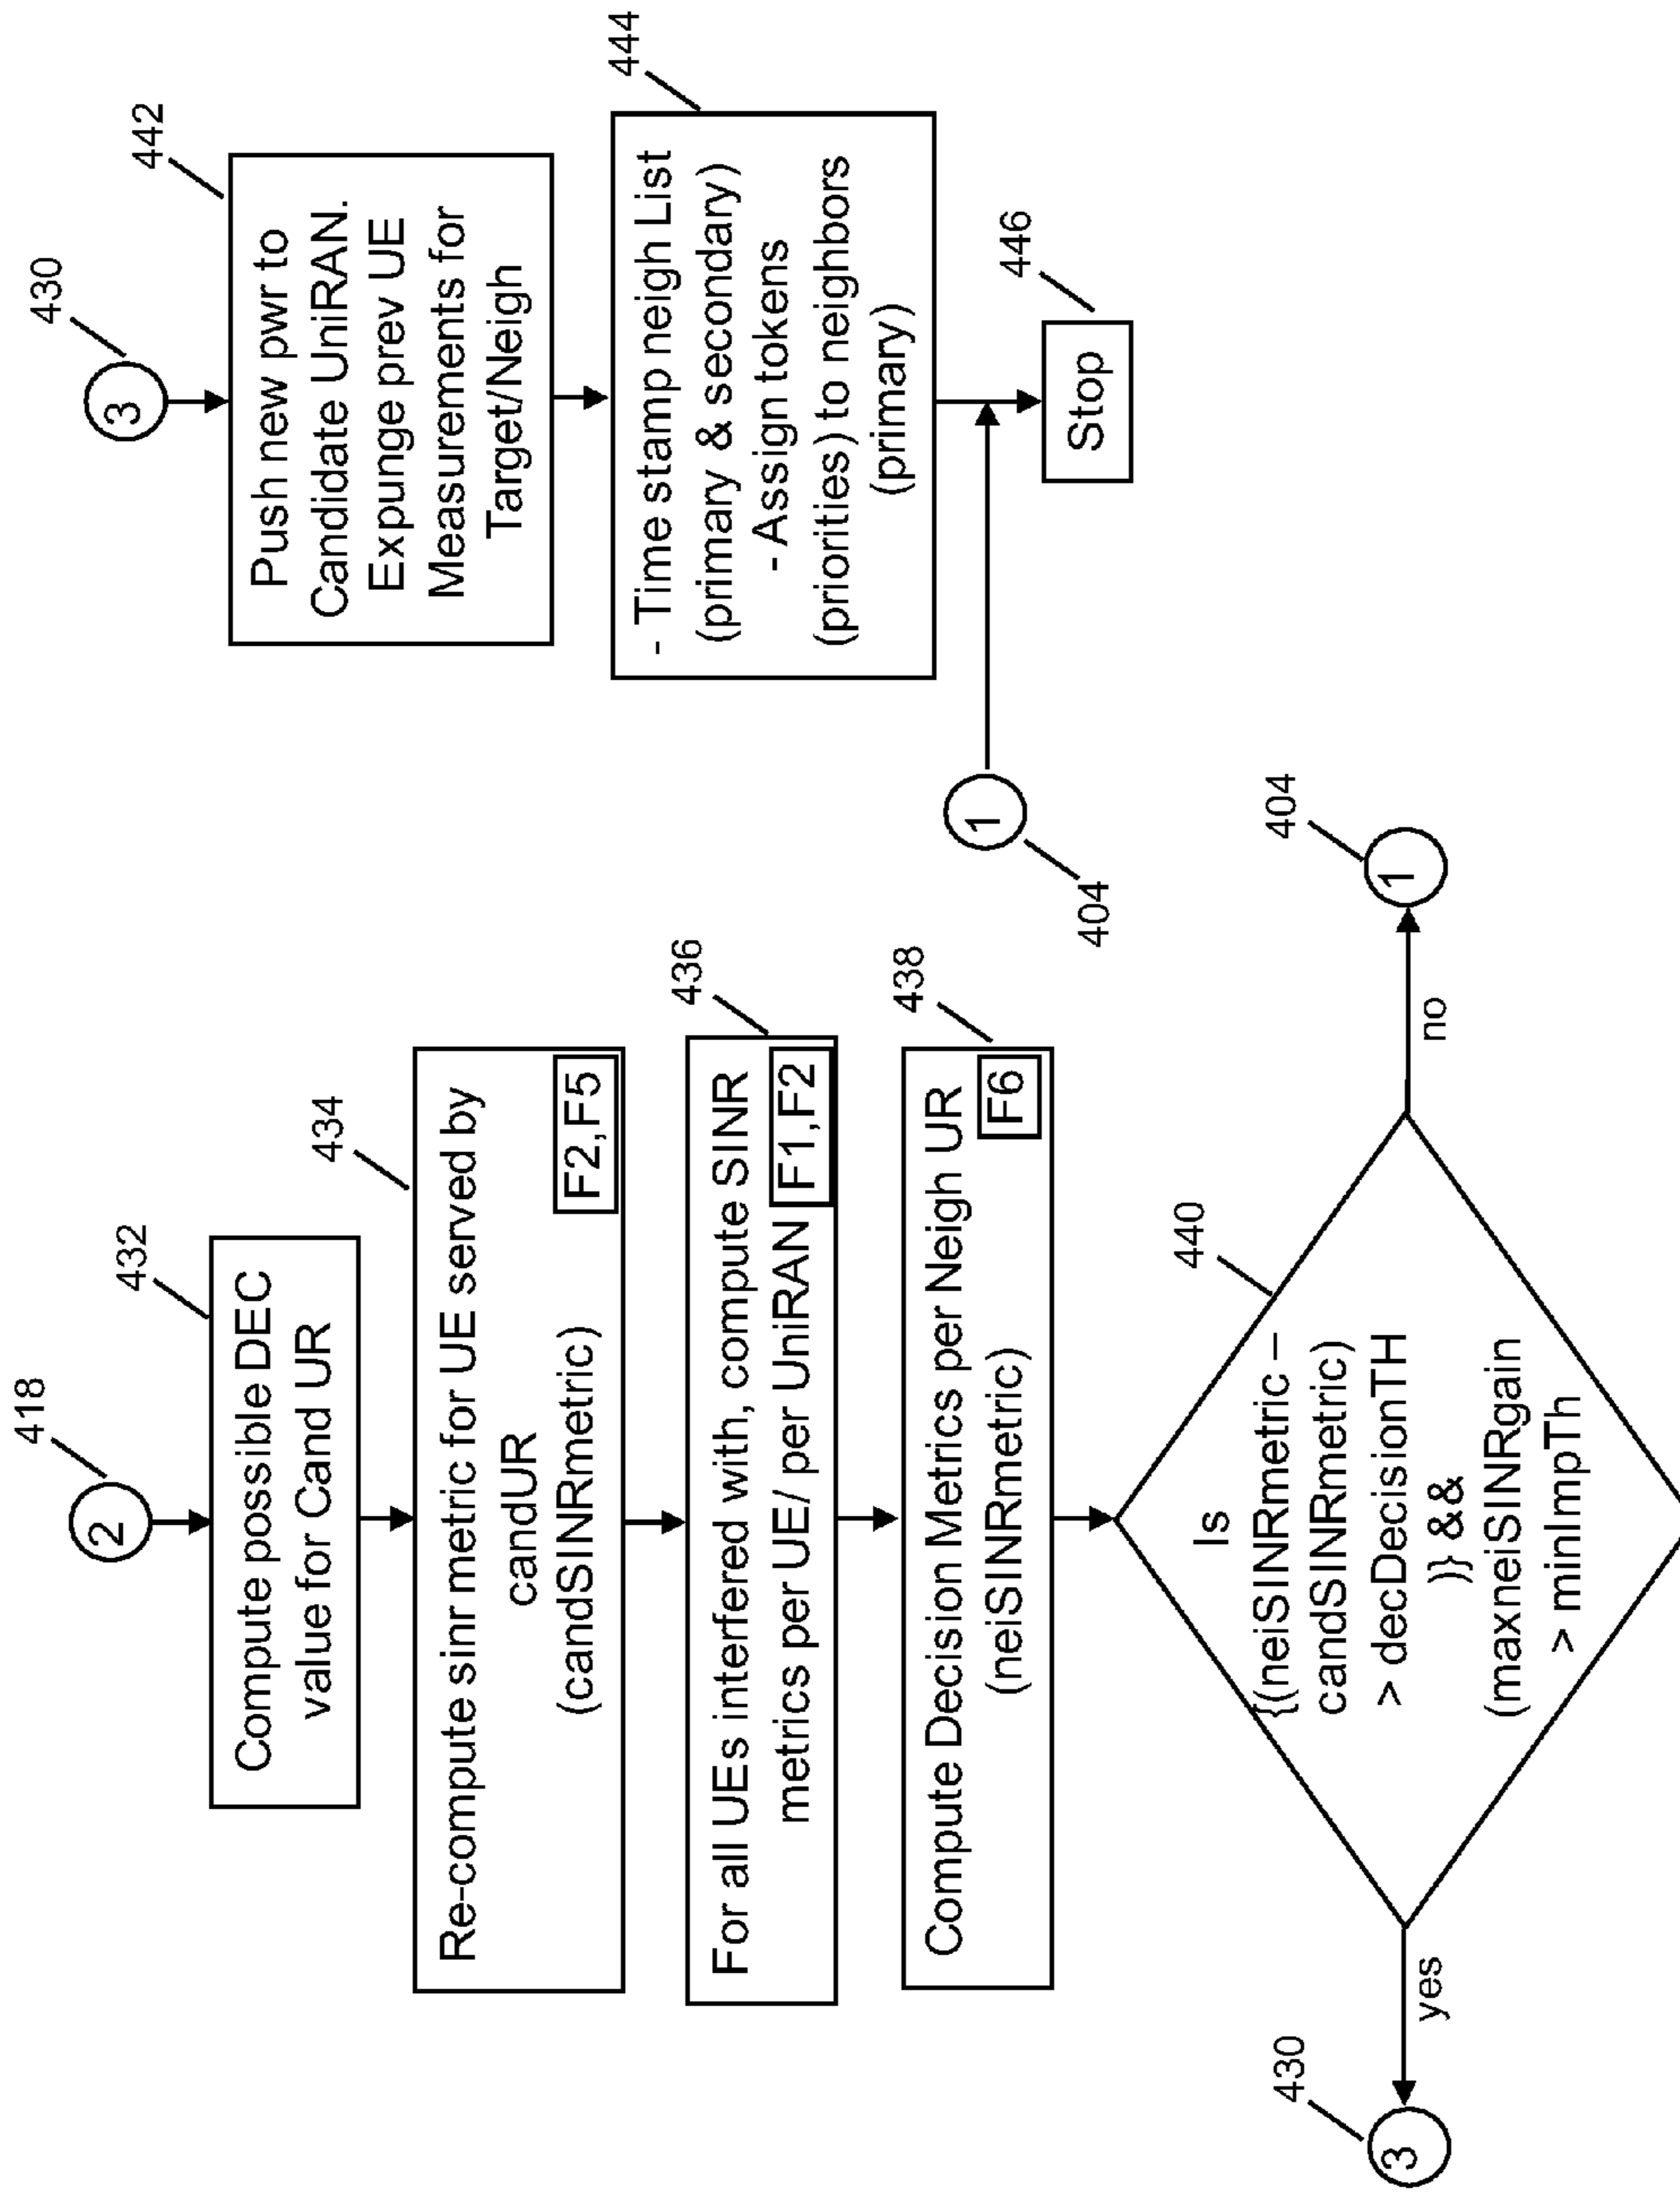 418
2
432
Compute possible DEC
value for Cand UR
434
Re-compute sinr metric for UE served by
candUR
(candSINRmetric)
F2,F5
436
For all UEs interfered with, compute SINR
metrics per UE/ per UniRAN
F1,F2
438
Compute Decision Metrics per Neigh UR
(neiSINRmetric)
F6
440
Is
{(neiSINRmetric –
candSINRmetric)
> decDecisionTH
)} &&
(maxneiSINRgain
> minImpTh
yes
430
3
no
404
1
430
3
442
Push new pwr to
Candidate UniRAN.
Expunge prev UE
Measurements for
Target/Neigh
444
- Time stamp neigh List
(primary & secondary)
- Assign tokens
(priorities) to neighbors
(primary)
1
404
446
Stop